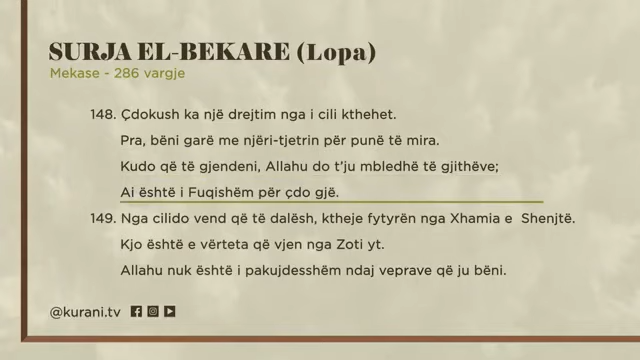 SURJA EL-BEKARE (Lopa)
Mekase - 286 vargje
148. Çdokush ka një drejtim nga i cili kthehet.
Pra, bëni garë me njëri-tjetrin për punë të mira.
Kudo që të gjendeni, Allahu do t’ju mbledhë të gjithëve;
Ai është i Fuqishëm për çdo gjë.
149. Nga cilido vend që të dalësh, ktheje fytyrën nga Xhamia e Shenjtë.
Kjo është e vërteta që vjen nga Zoti yt.
Allahu nuk është i pakujdesshëm ndaj veprave që ju bëni.
@kurani.tv